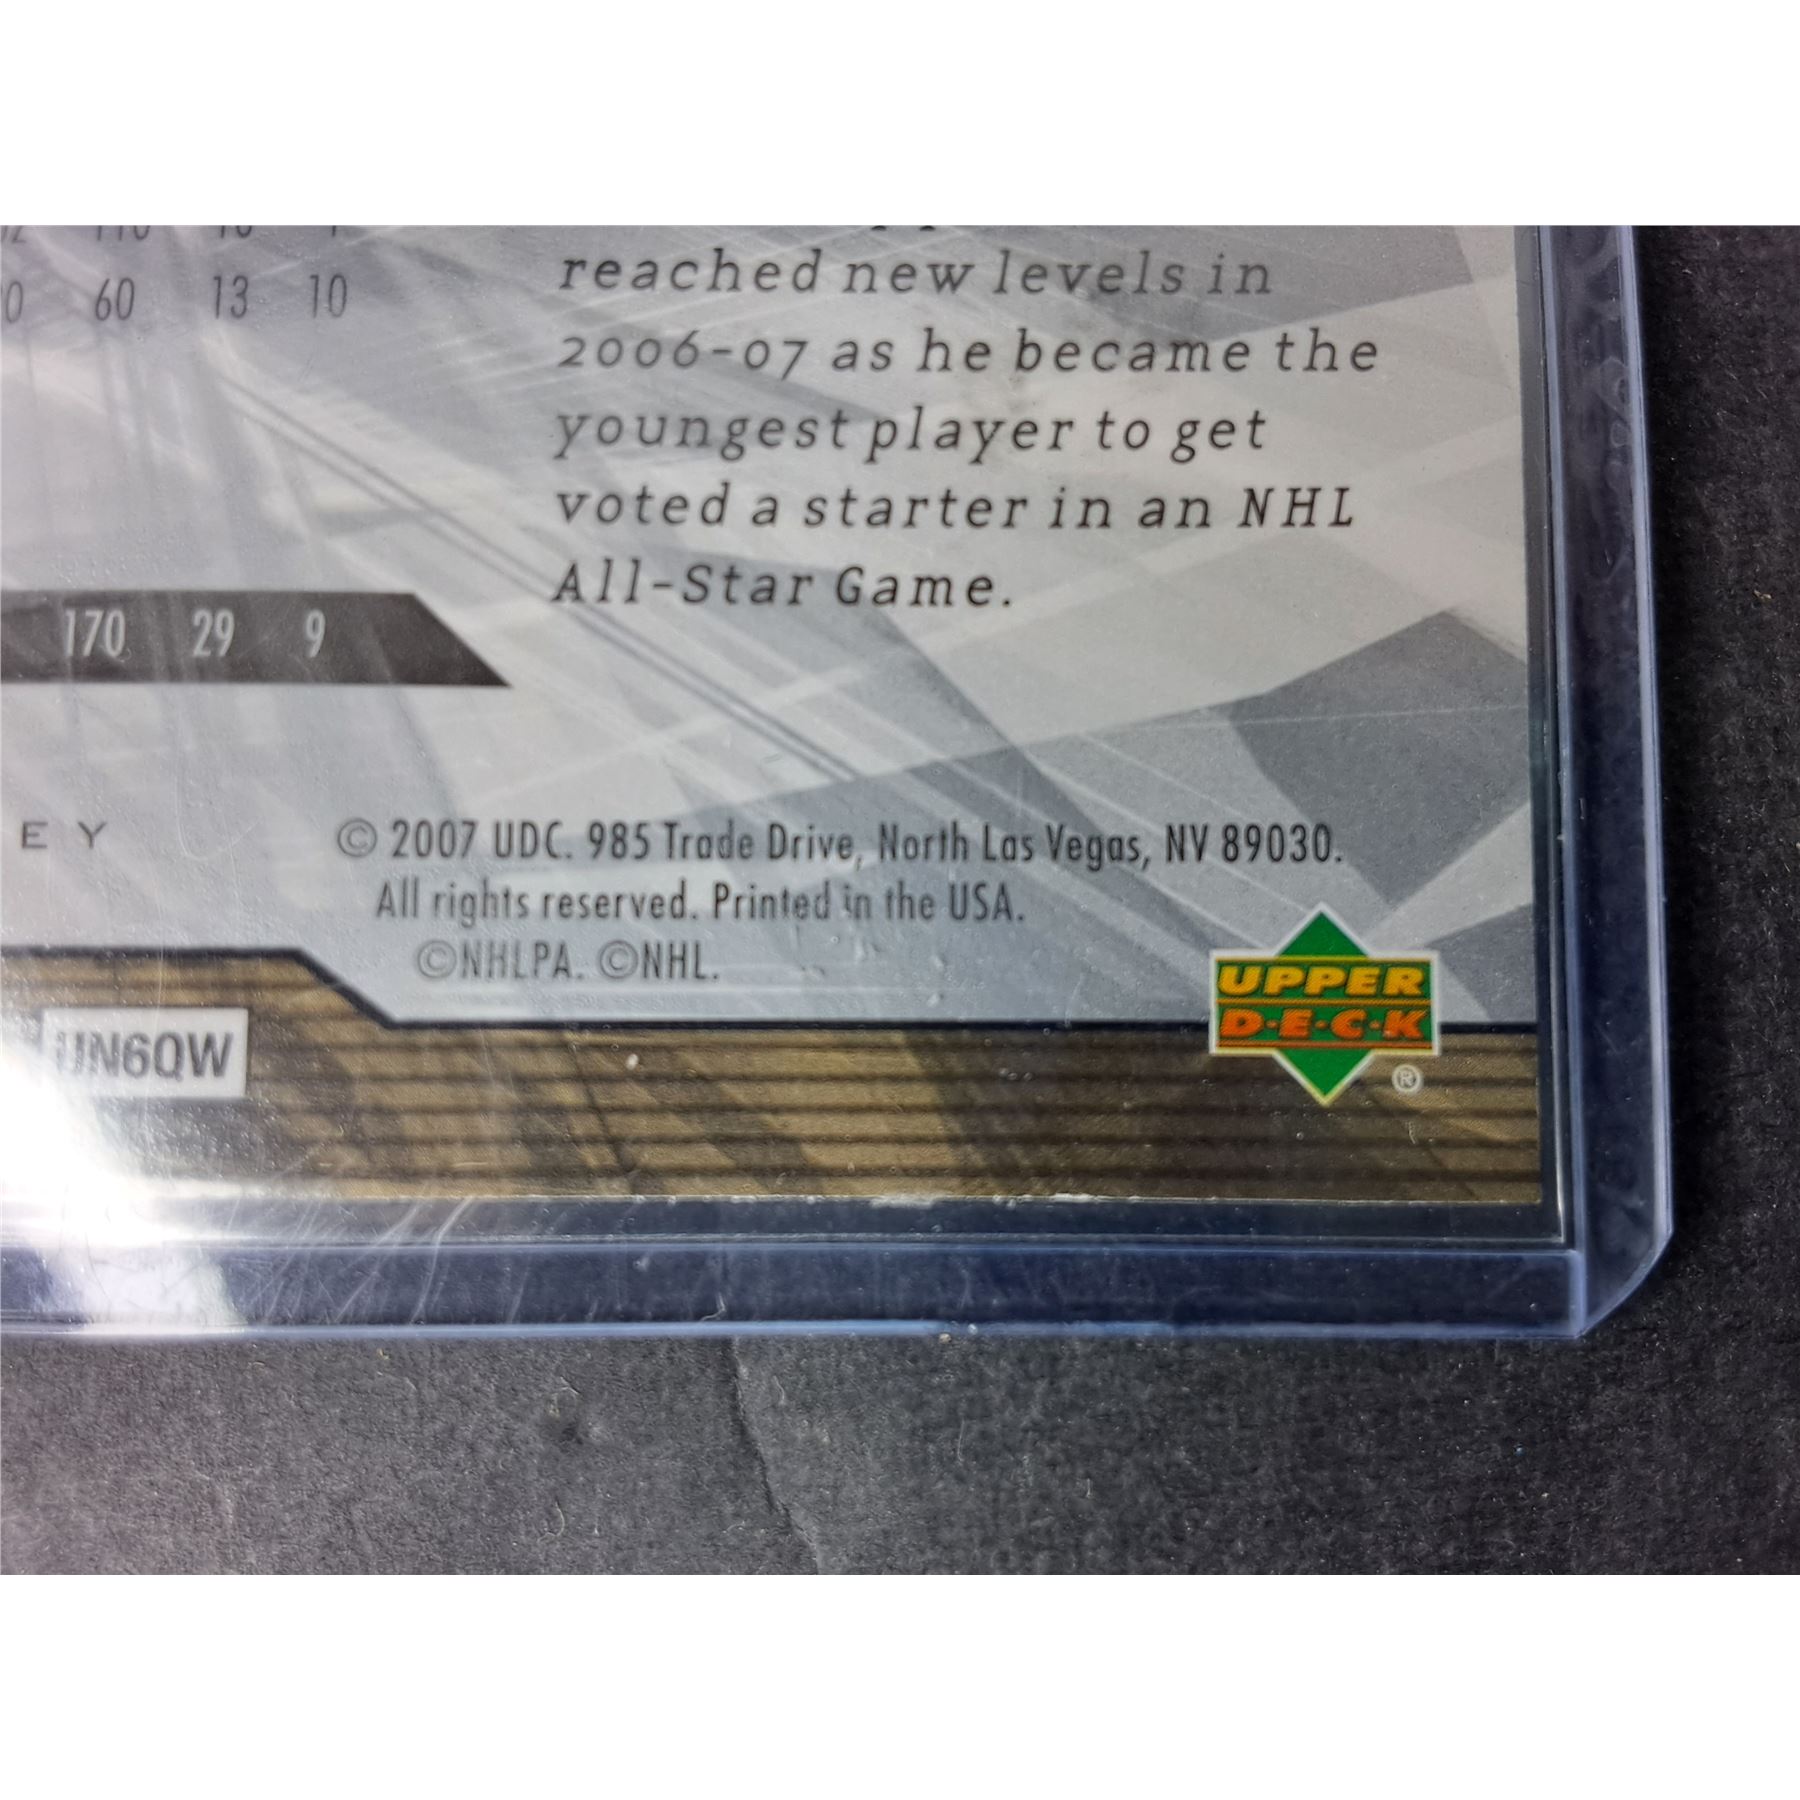 60 13 10
reached new levels in
2006-07 as he became the
youngest player to get
voted a starter in an NHL
All-Star Game.
170 29 9
EY
© 2007 UDC. 985 Trade Drive, North Las Vegas, NV 89030.
All rights reserved. Printed in the USA.
©NHLPA. ©NHL.
UN6QW
UPPER
D·E·C·K
®